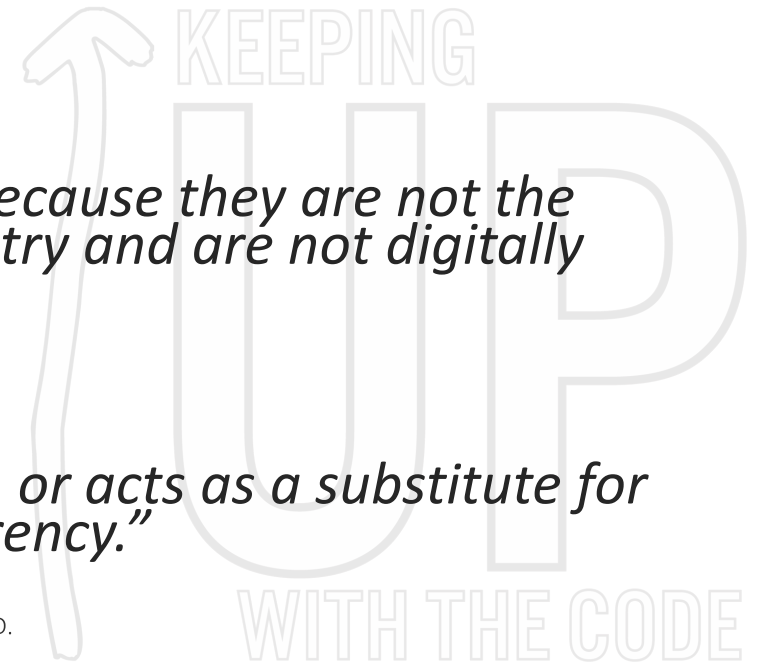 KEEPING
UP
ecause they are not the
try and are not digitally
or acts as a substitute for
rency.”
WITH THE CODE